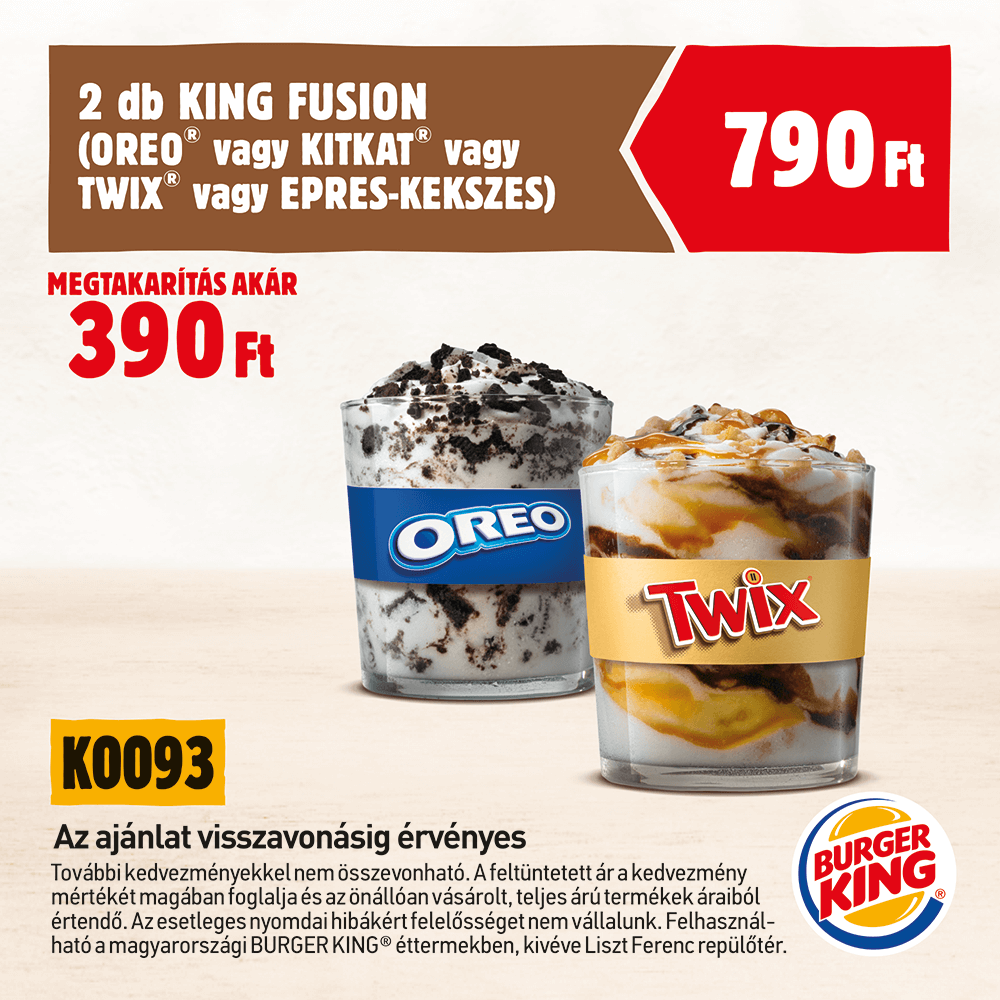 2 db KING FUSION
(OREO® vagy KITKAT® vagy
TWIX® vagy EPRES-KEKSZES)
790 Ft
MEGTAKARÍTÁS AKÁR
390 Ft
OREO
TWIX
K0093
Az ajánlat visszavonásig érvényes
További kedvezményekkel nem összevonható. A feltüntetett ár a kedvezmény
mértékét magában foglalja és az önállóan vásárolt, teljes árú termékek áraiból
értendő. Az esetleges nyomdai hibákért felelősséget nem vállalunk. Felhasznál-
ható a magyarországi BURGER KING® éttermekben, kivéve Liszt Ferenc repülőtér.
BURGER
KING®